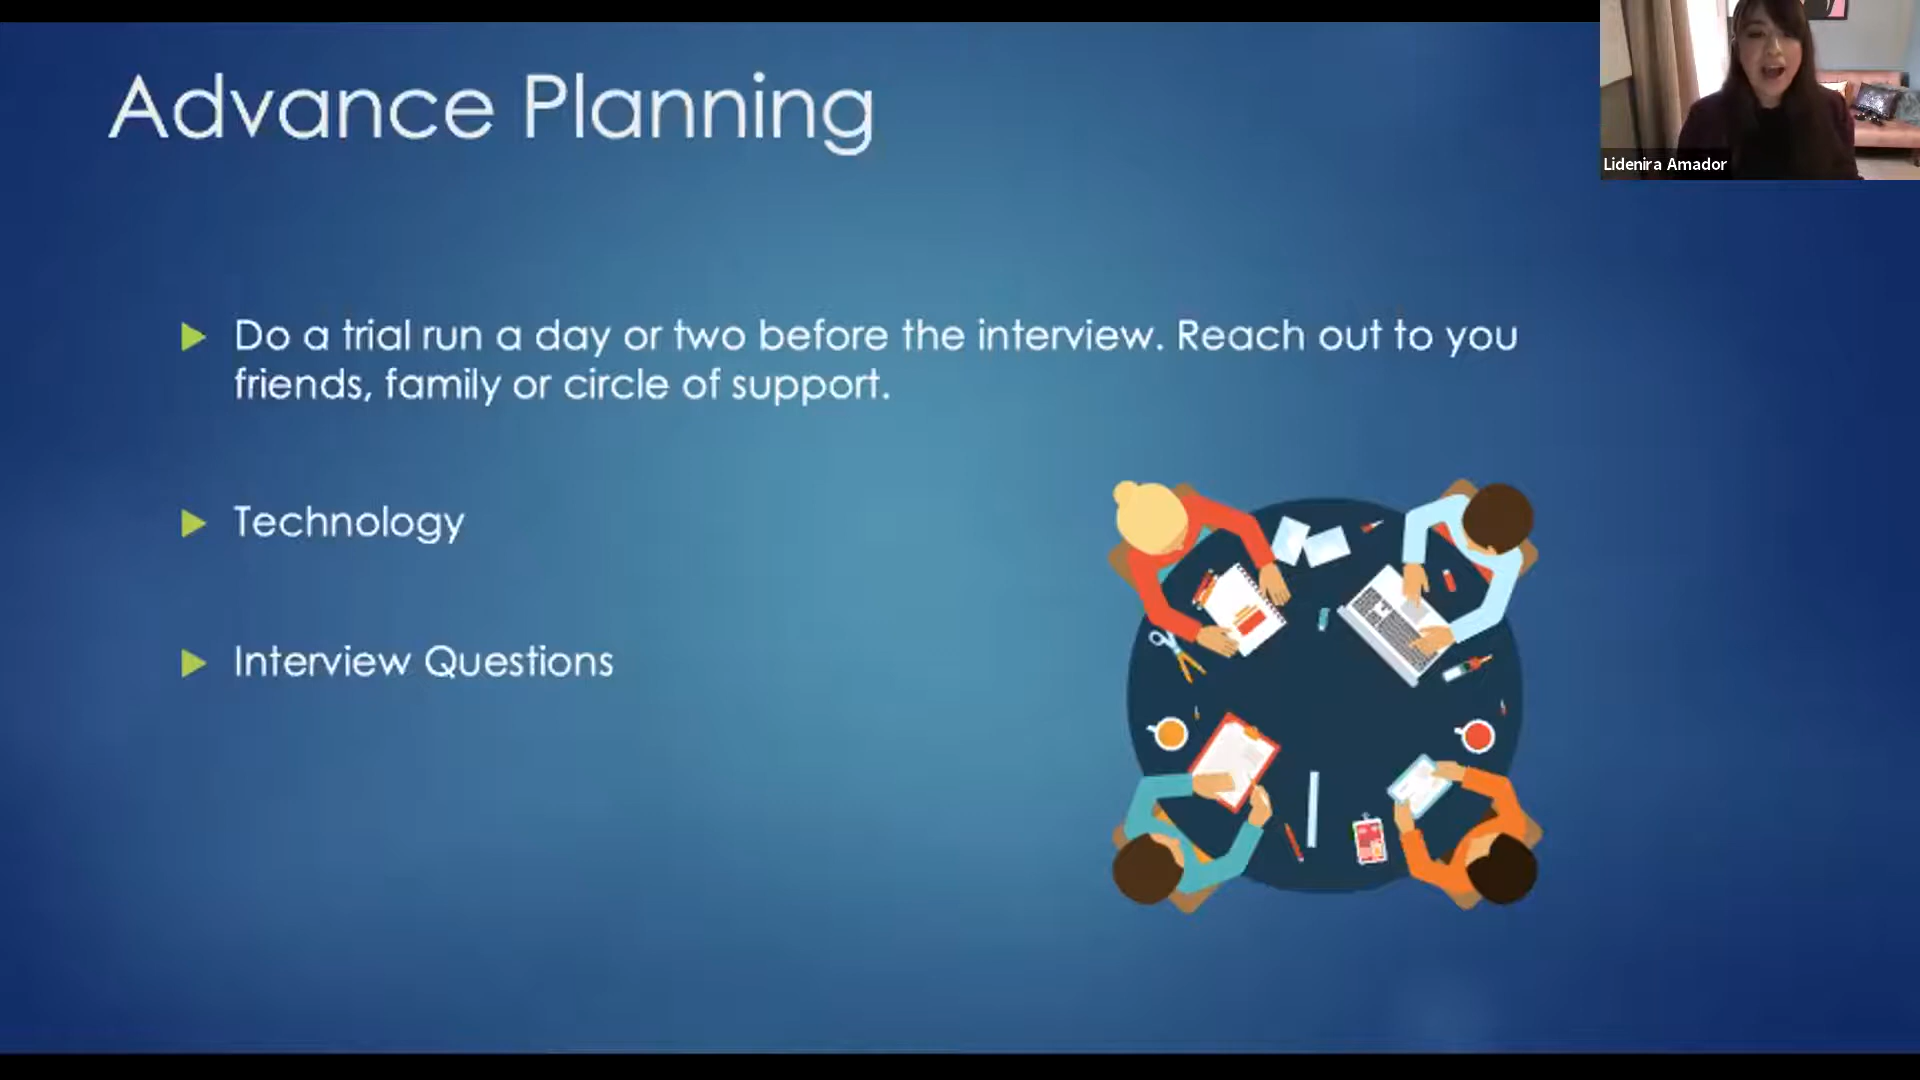 Advance Planning
Lidenira Amador
Do a trial run a day or two before the interview. Reach out to you
friends, family or circle of support.
Technology
Interview Questions